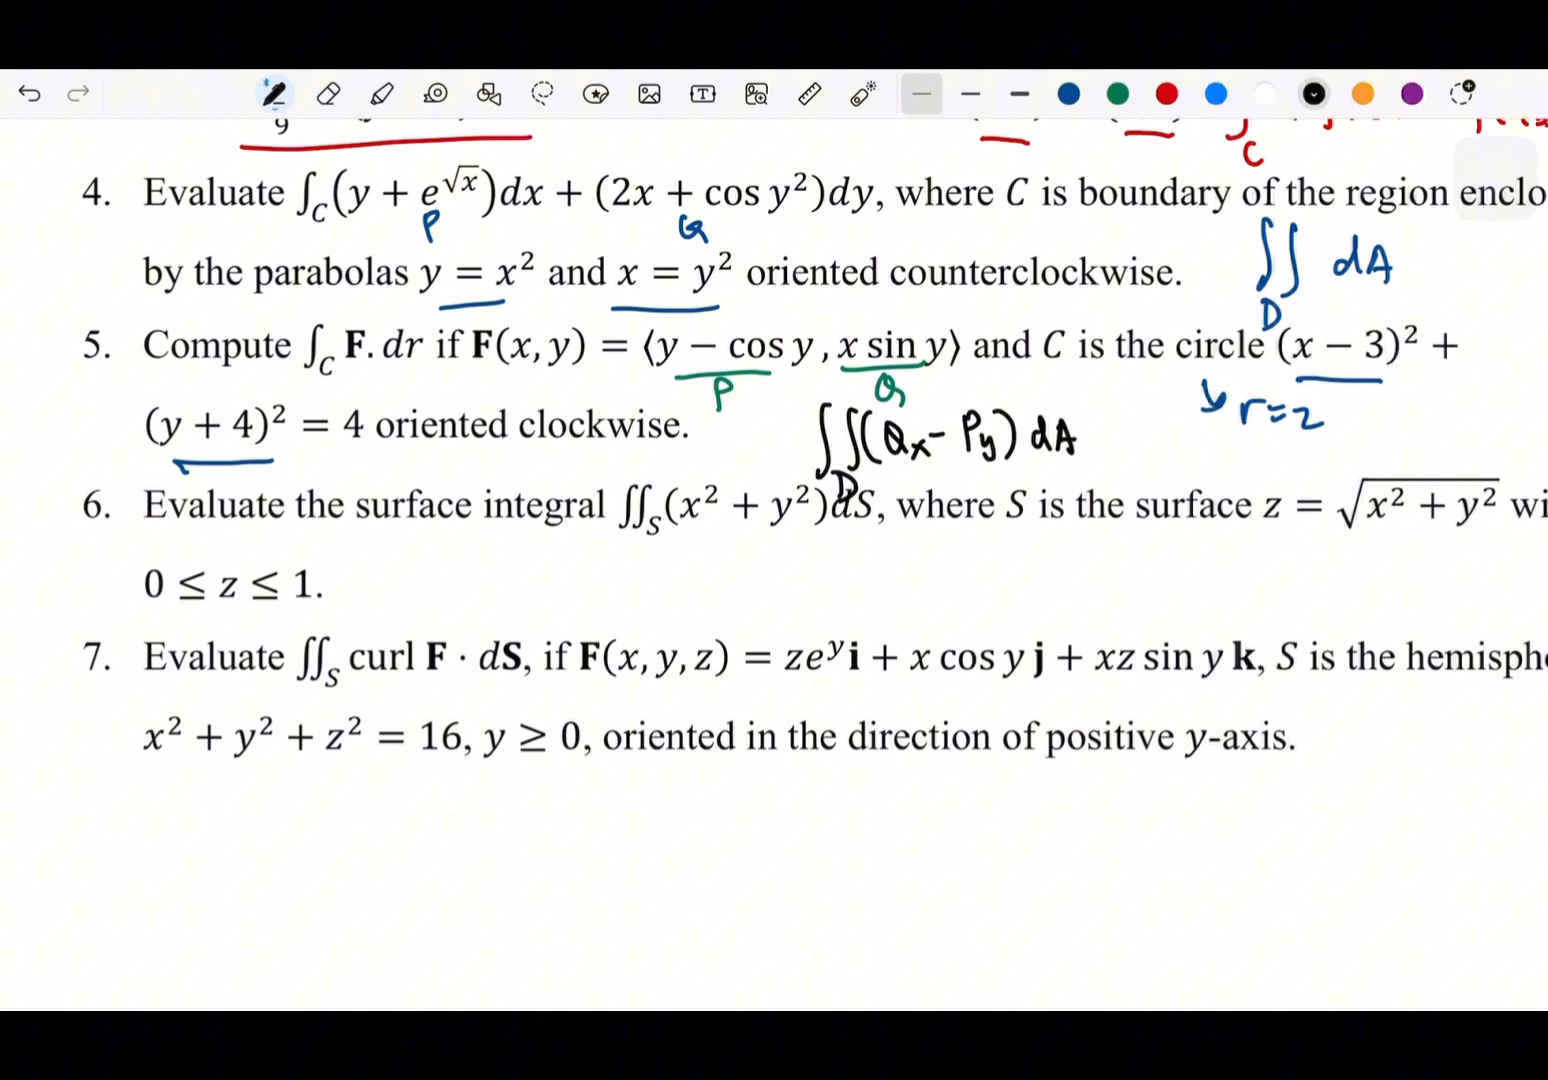 y
C
4. Evaluate ∫_C(y + e^√x)dx + (2x + cos y²)dy, where C is boundary of the region enclo
P Q
by the parabolas y = x² and x = y² oriented counterclockwise. ∬_D dA
5. Compute ∫_C F. dr if F(x, y) = ⟨y − cos y, x sin y⟩ and C is the circle (x − 3)² +
P Q r=2
(y + 4)² = 4 oriented clockwise. ∬_D(Qx- Py) dA
6. Evaluate the surface integral ∬_S(x² + y²)dS, where S is the surface z = √(x² + y²) wi
0 ≤ z ≤ 1.
7. Evaluate ∬_S curl F · dS, if F(x, y, z) = ze^y i + x cos y j + xz sin y k, S is the hemisph
x² + y² + z² = 16, y ≥ 0, oriented in the direction of positive y-axis.